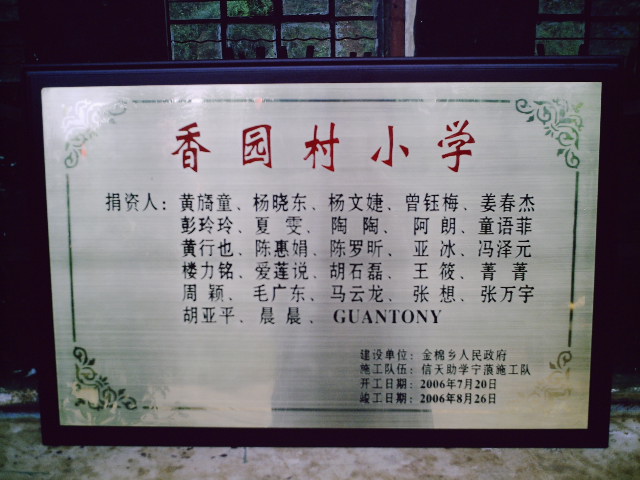 香园村小学
捐资人：黄旖童、杨晓东、杨文婕、曾钰梅、姜春杰
彭玲玲、夏 雯、陶 陶、阿 朗、童语菲
黄行也、陈惠娟、陈罗昕、亚 冰、冯泽元
楼力铭、爱莲说、胡石磊、王 筱、菁 菁
周 颖、毛广东、马云龙、张 想、张万宇
胡亚平、晨晨、GUANTONY
建设单位：金棉乡人民政府
施工队伍：信天助学宁蒗施工队
开工日期：2006年7月20日
竣工日期：2006年8月26日